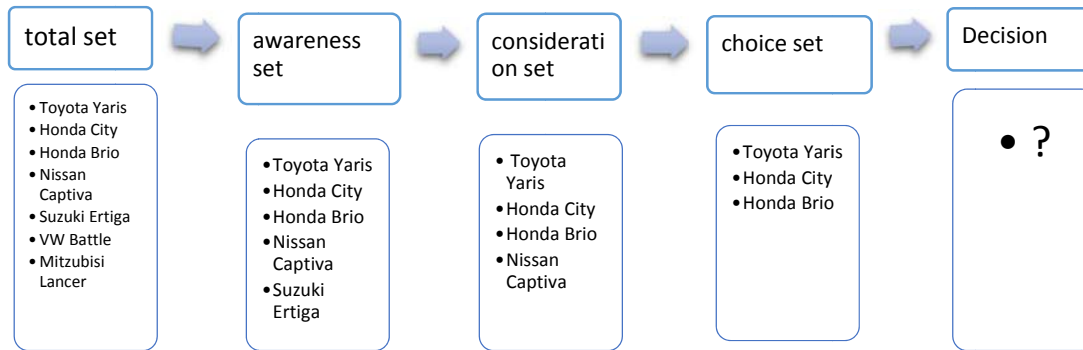 total set
awareness
set
considerati
on set
choice set
Decision
• Toyota Yaris
• Honda City
• Honda Brio
• Nissan
Captiva
• Suzuki Ertiga
• VW Battle
• Mitzubisi
Lancer
•Toyota Yaris
•Honda City
•Honda Brio
•Nissan
Captiva
•Suzuki
Ertiga
• Toyota
Yaris
•Honda City
•Honda Brio
•Nissan
Captiva
•Toyota Yaris
•Honda City
•Honda Brio
• ?